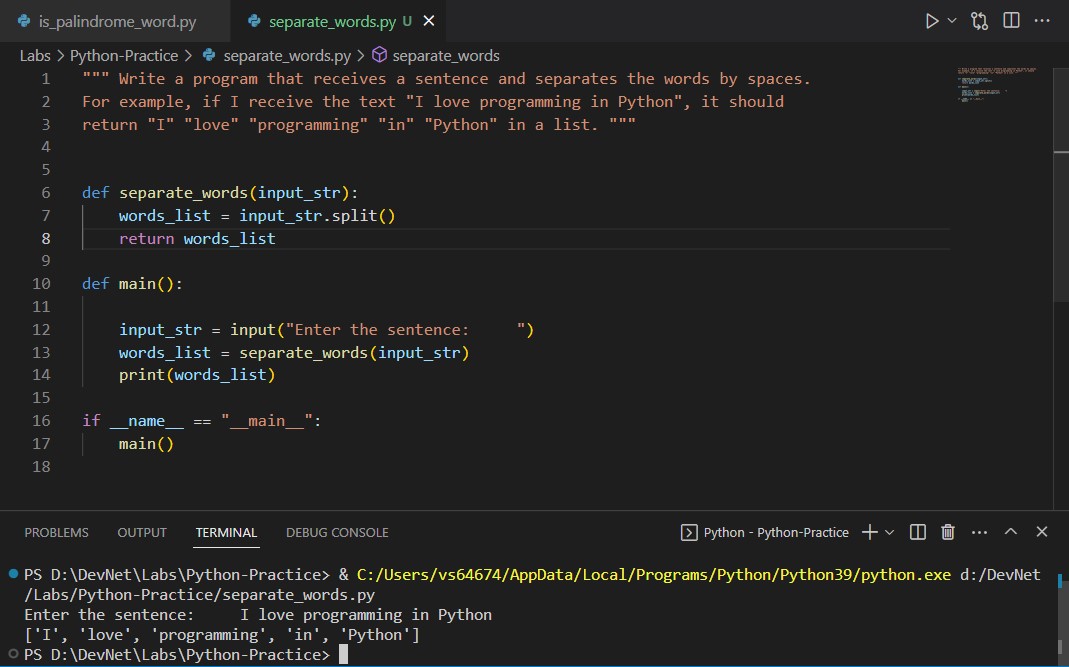 is_palindrome_word.py
separate_words.py U
Labs > Python-Practice > separate_words.py > separate_words
1 """ Write a program that receives a sentence and separates the words by spaces.
2 For example, if I receive the text "I love programming in Python", it should
3 return "I" "love" "programming" "in" "Python" in a list. """
4
5
6 def separate_words(input_str):
7     words_list = input_str.split()
8     return words_list
9
10 def main():
11
12     input_str = input("Enter the sentence:     ")
13     words_list = separate_words(input_str)
14     print(words_list)
15
16 if __name__ == "__main__":
17     main()
18
PROBLEMS OUTPUT TERMINAL DEBUG CONSOLE Python - Python-Practice
PS D:\DevNet\Labs\Python-Practice> & C:/Users/vs64674/AppData/Local/Programs/Python/Python39/python.exe d:/DevNet
/Labs/Python-Practice/separate_words.py
Enter the sentence:     I love programming in Python
['I', 'love', 'programming', 'in', 'Python']
PS D:\DevNet\Labs\Python-Practice>